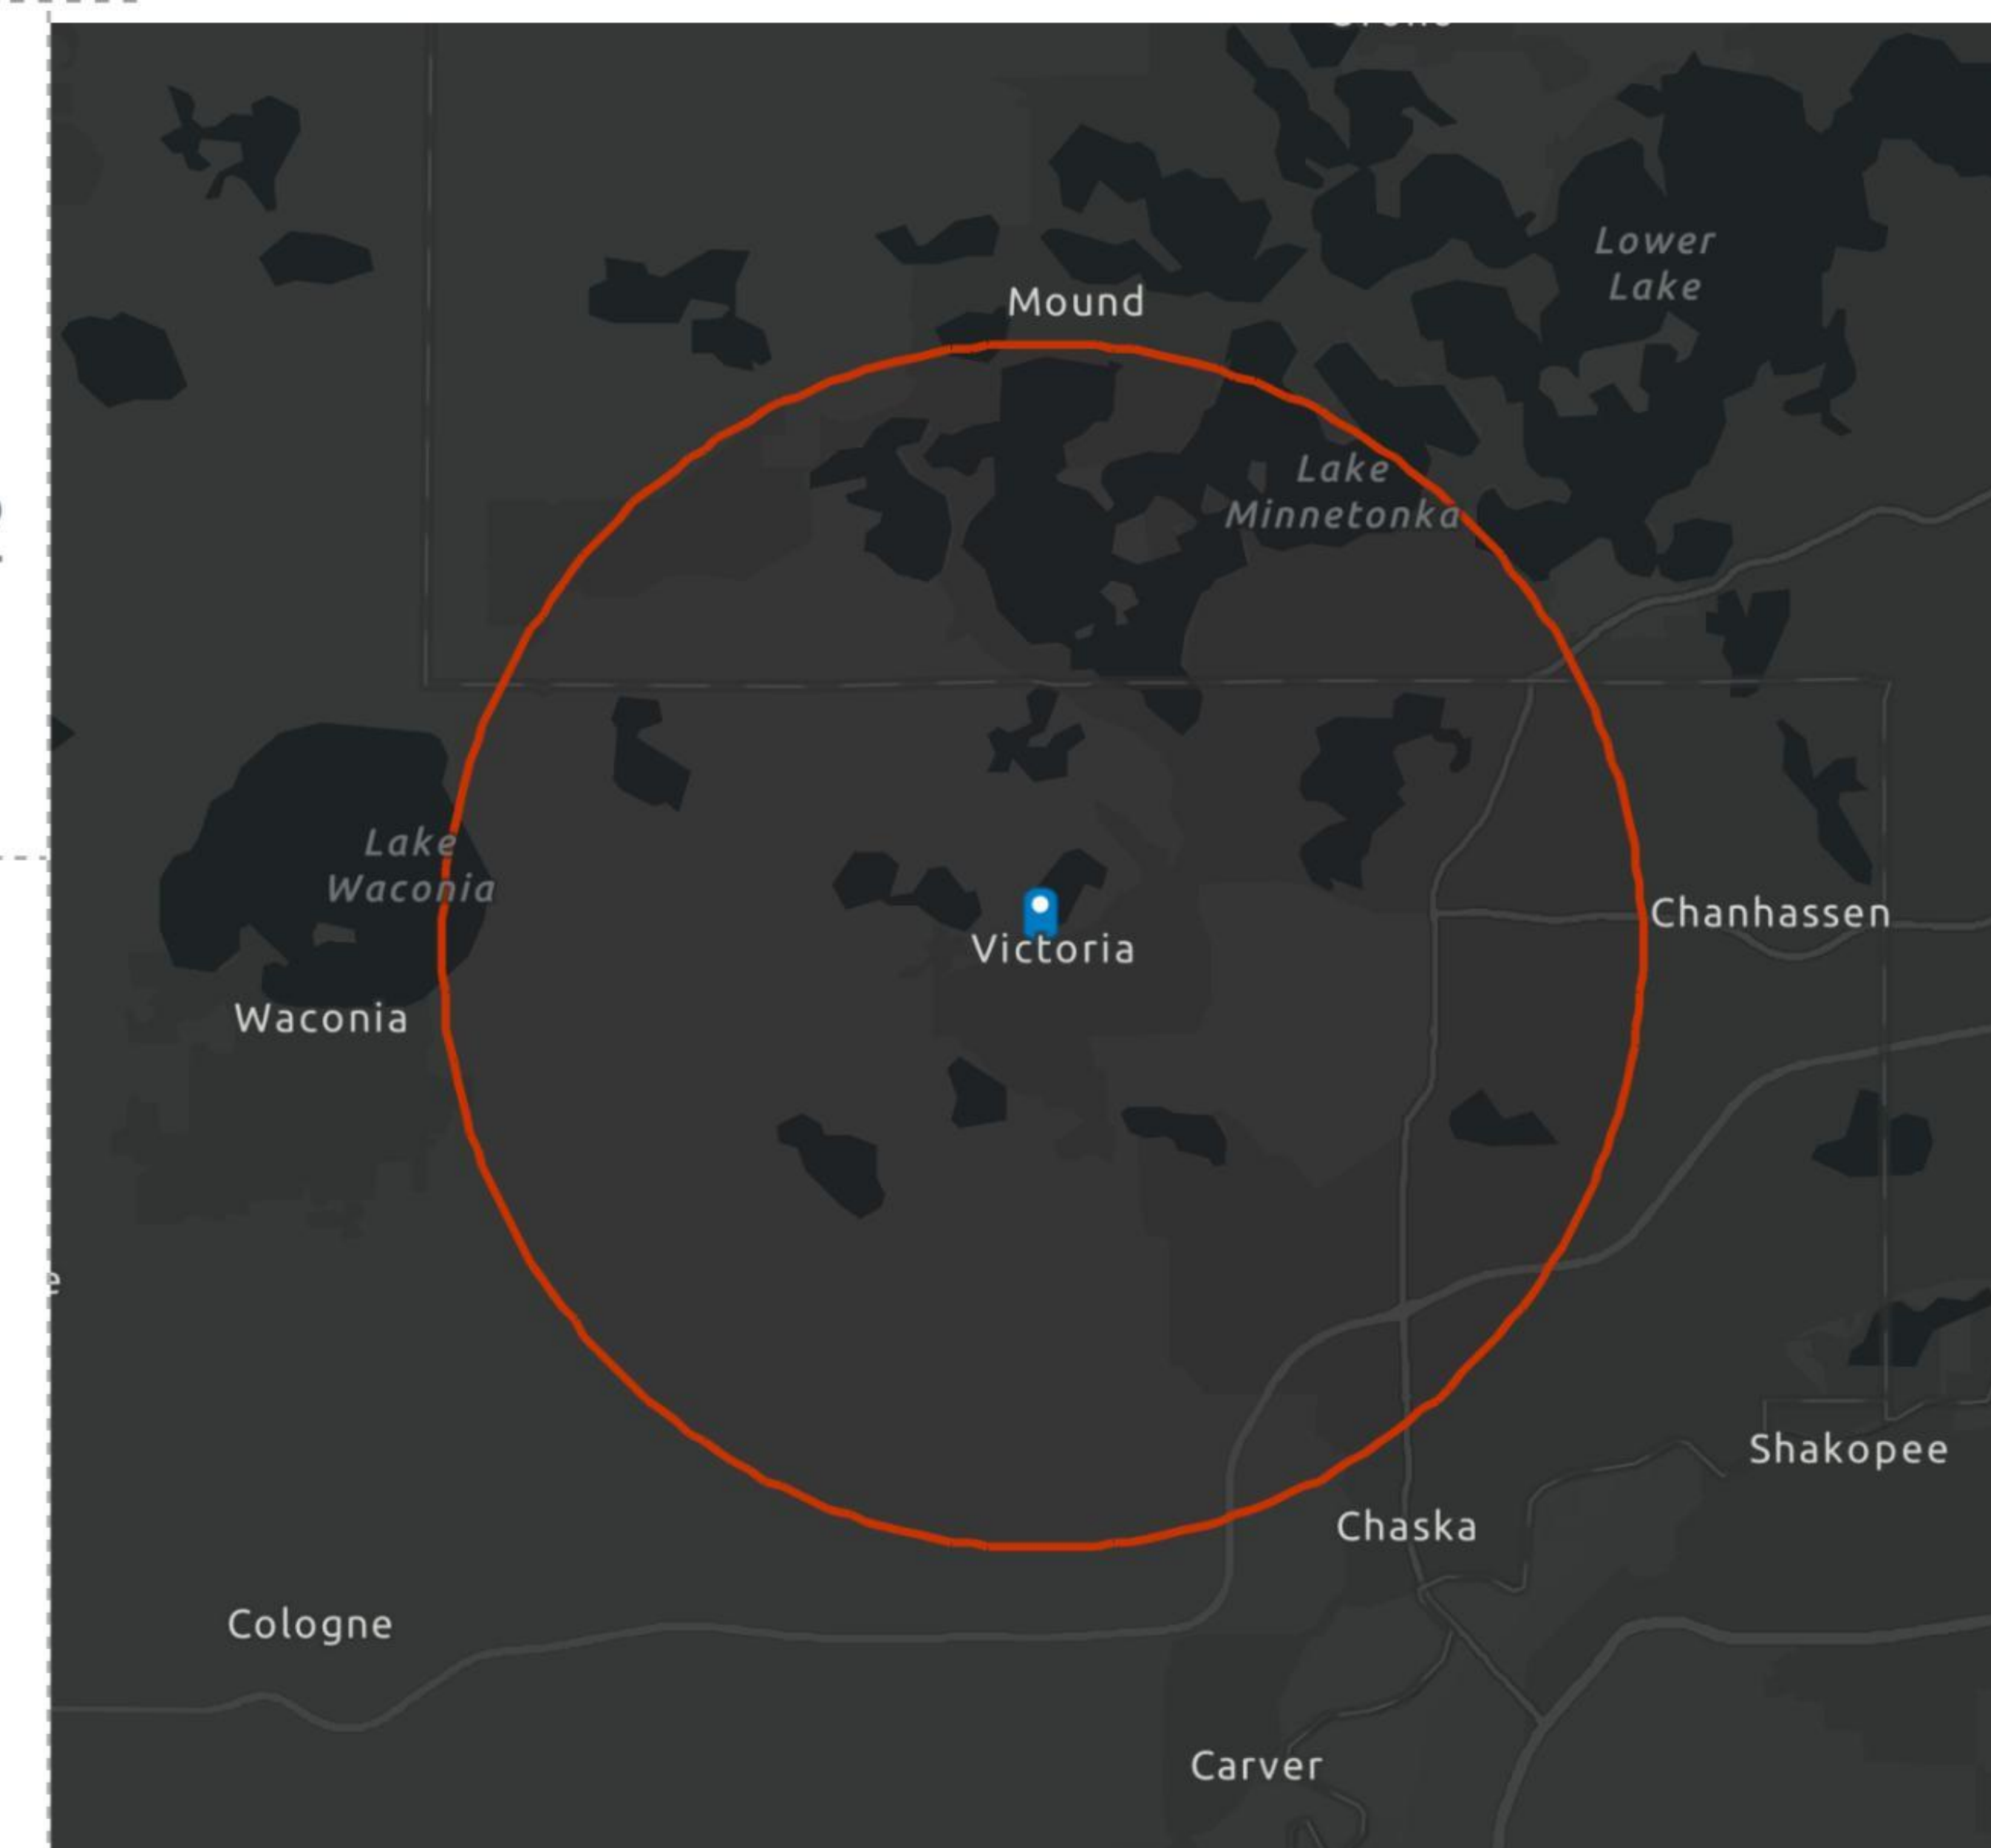 Lower
Lake
Mound
Lake
Minnetonka
Lake
Waconia
Chanhassen
Victoria
Waconia
Shakopee
Chaska
Cologne
Carver